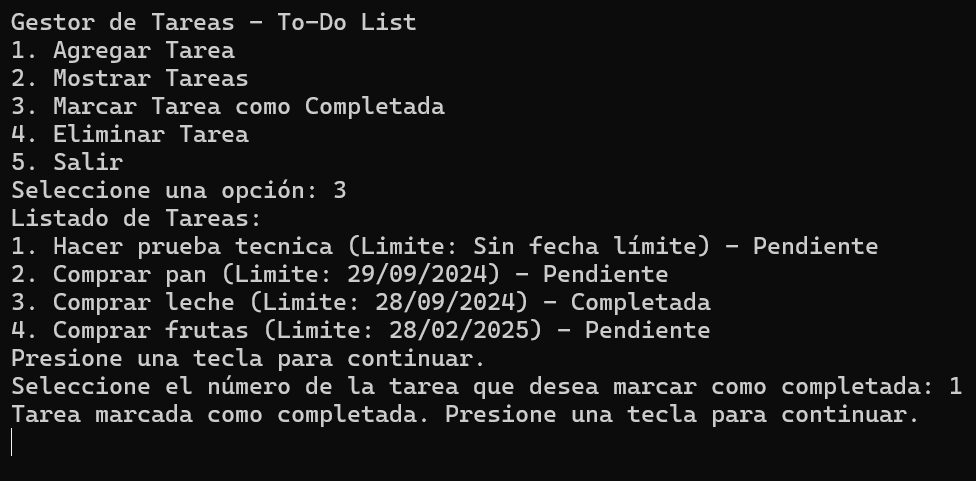 Gestor de Tareas - To-Do List
1. Agregar Tarea
2. Mostrar Tareas
3. Marcar Tarea como Completada
4. Eliminar Tarea
5. Salir
Seleccione una opción: 3
Listado de Tareas:
1. Hacer prueba tecnica (Limite: Sin fecha límite) - Pendiente
2. Comprar pan (Limite: 29/09/2024) - Pendiente
3. Comprar leche (Limite: 28/09/2024) - Completada
4. Comprar frutas (Limite: 28/02/2025) - Pendiente
Presione una tecla para continuar.
Seleccione el número de la tarea que desea marcar como completada: 1
Tarea marcada como completada. Presione una tecla para continuar.